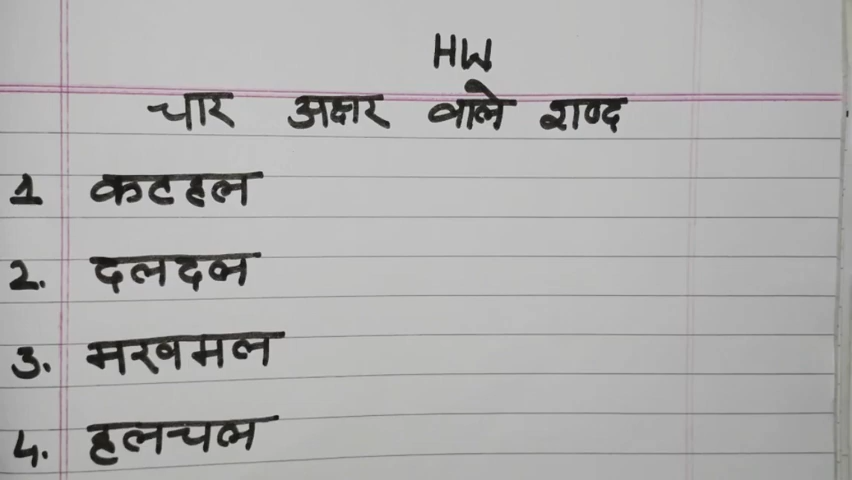 HW
चार अक्षर वाले शब्द
1 कटहल
2. दलदल
3. मखमल
4. हलचल